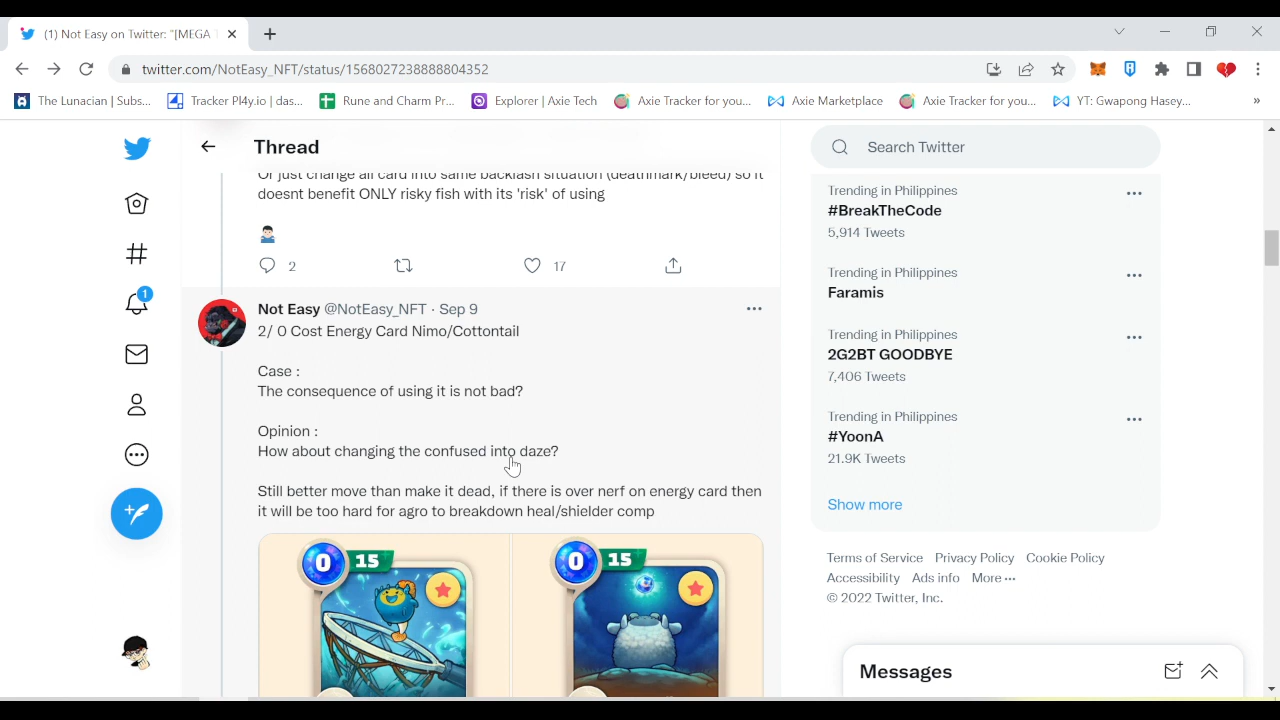 (1) Not Easy on Twitter: "[MEGA
twitter.com/NotEasy_NFT/status/1568027238888804352
The Lunacian | Subs...
Tracker Pl4y.io | das...
Rune and Charm Pr...
Explorer | Axie Tech
Axie Tracker for you...
Axie Marketplace
Axie Tracker for you...
YT: Gwapong Hasey...
»
Thread
Or just change all card into same backlash situation (deathmark/bleed) so it
doesnt benefit ONLY risky fish with its 'risk' of using
2
17
Not Easy @NotEasy_NFT · Sep 9
2/ 0 Cost Energy Card Nimo/Cottontail
Case :
The consequence of using it is not bad?
Opinion :
How about changing the confused into daze?
Still better move than make it dead, if there is over nerf on energy card then
it will be too hard for agro to breakdown heal/shielder comp
0 15
0 15
1
Search Twitter
Trending in Philippines
#BreakTheCode
5,914 Tweets
Trending in Philippines
Faramis
Trending in Philippines
2G2BT GOODBYE
7,406 Tweets
Trending in Philippines
#YoonA
21.9K Tweets
Show more
Terms of Service Privacy Policy Cookie Policy
Accessibility Ads info More ···
© 2022 Twitter, Inc.
Messages